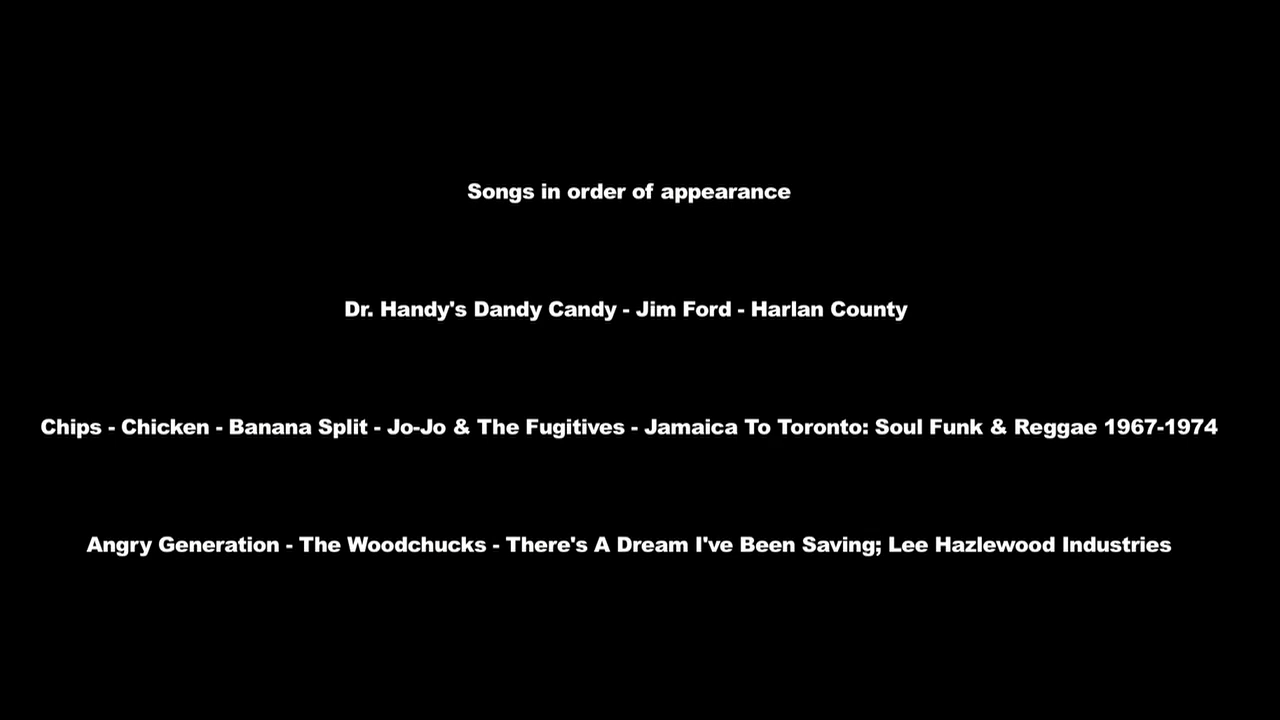 Songs in order of appearance
Dr. Handy's Dandy Candy - Jim Ford - Harlan County
Chips - Chicken - Banana Split - Jo-Jo & The Fugitives - Jamaica To Toronto: Soul Funk & Reggae 1967-1974
Angry Generation - The Woodchucks - There's A Dream I've Been Saving; Lee Hazlewood Industries